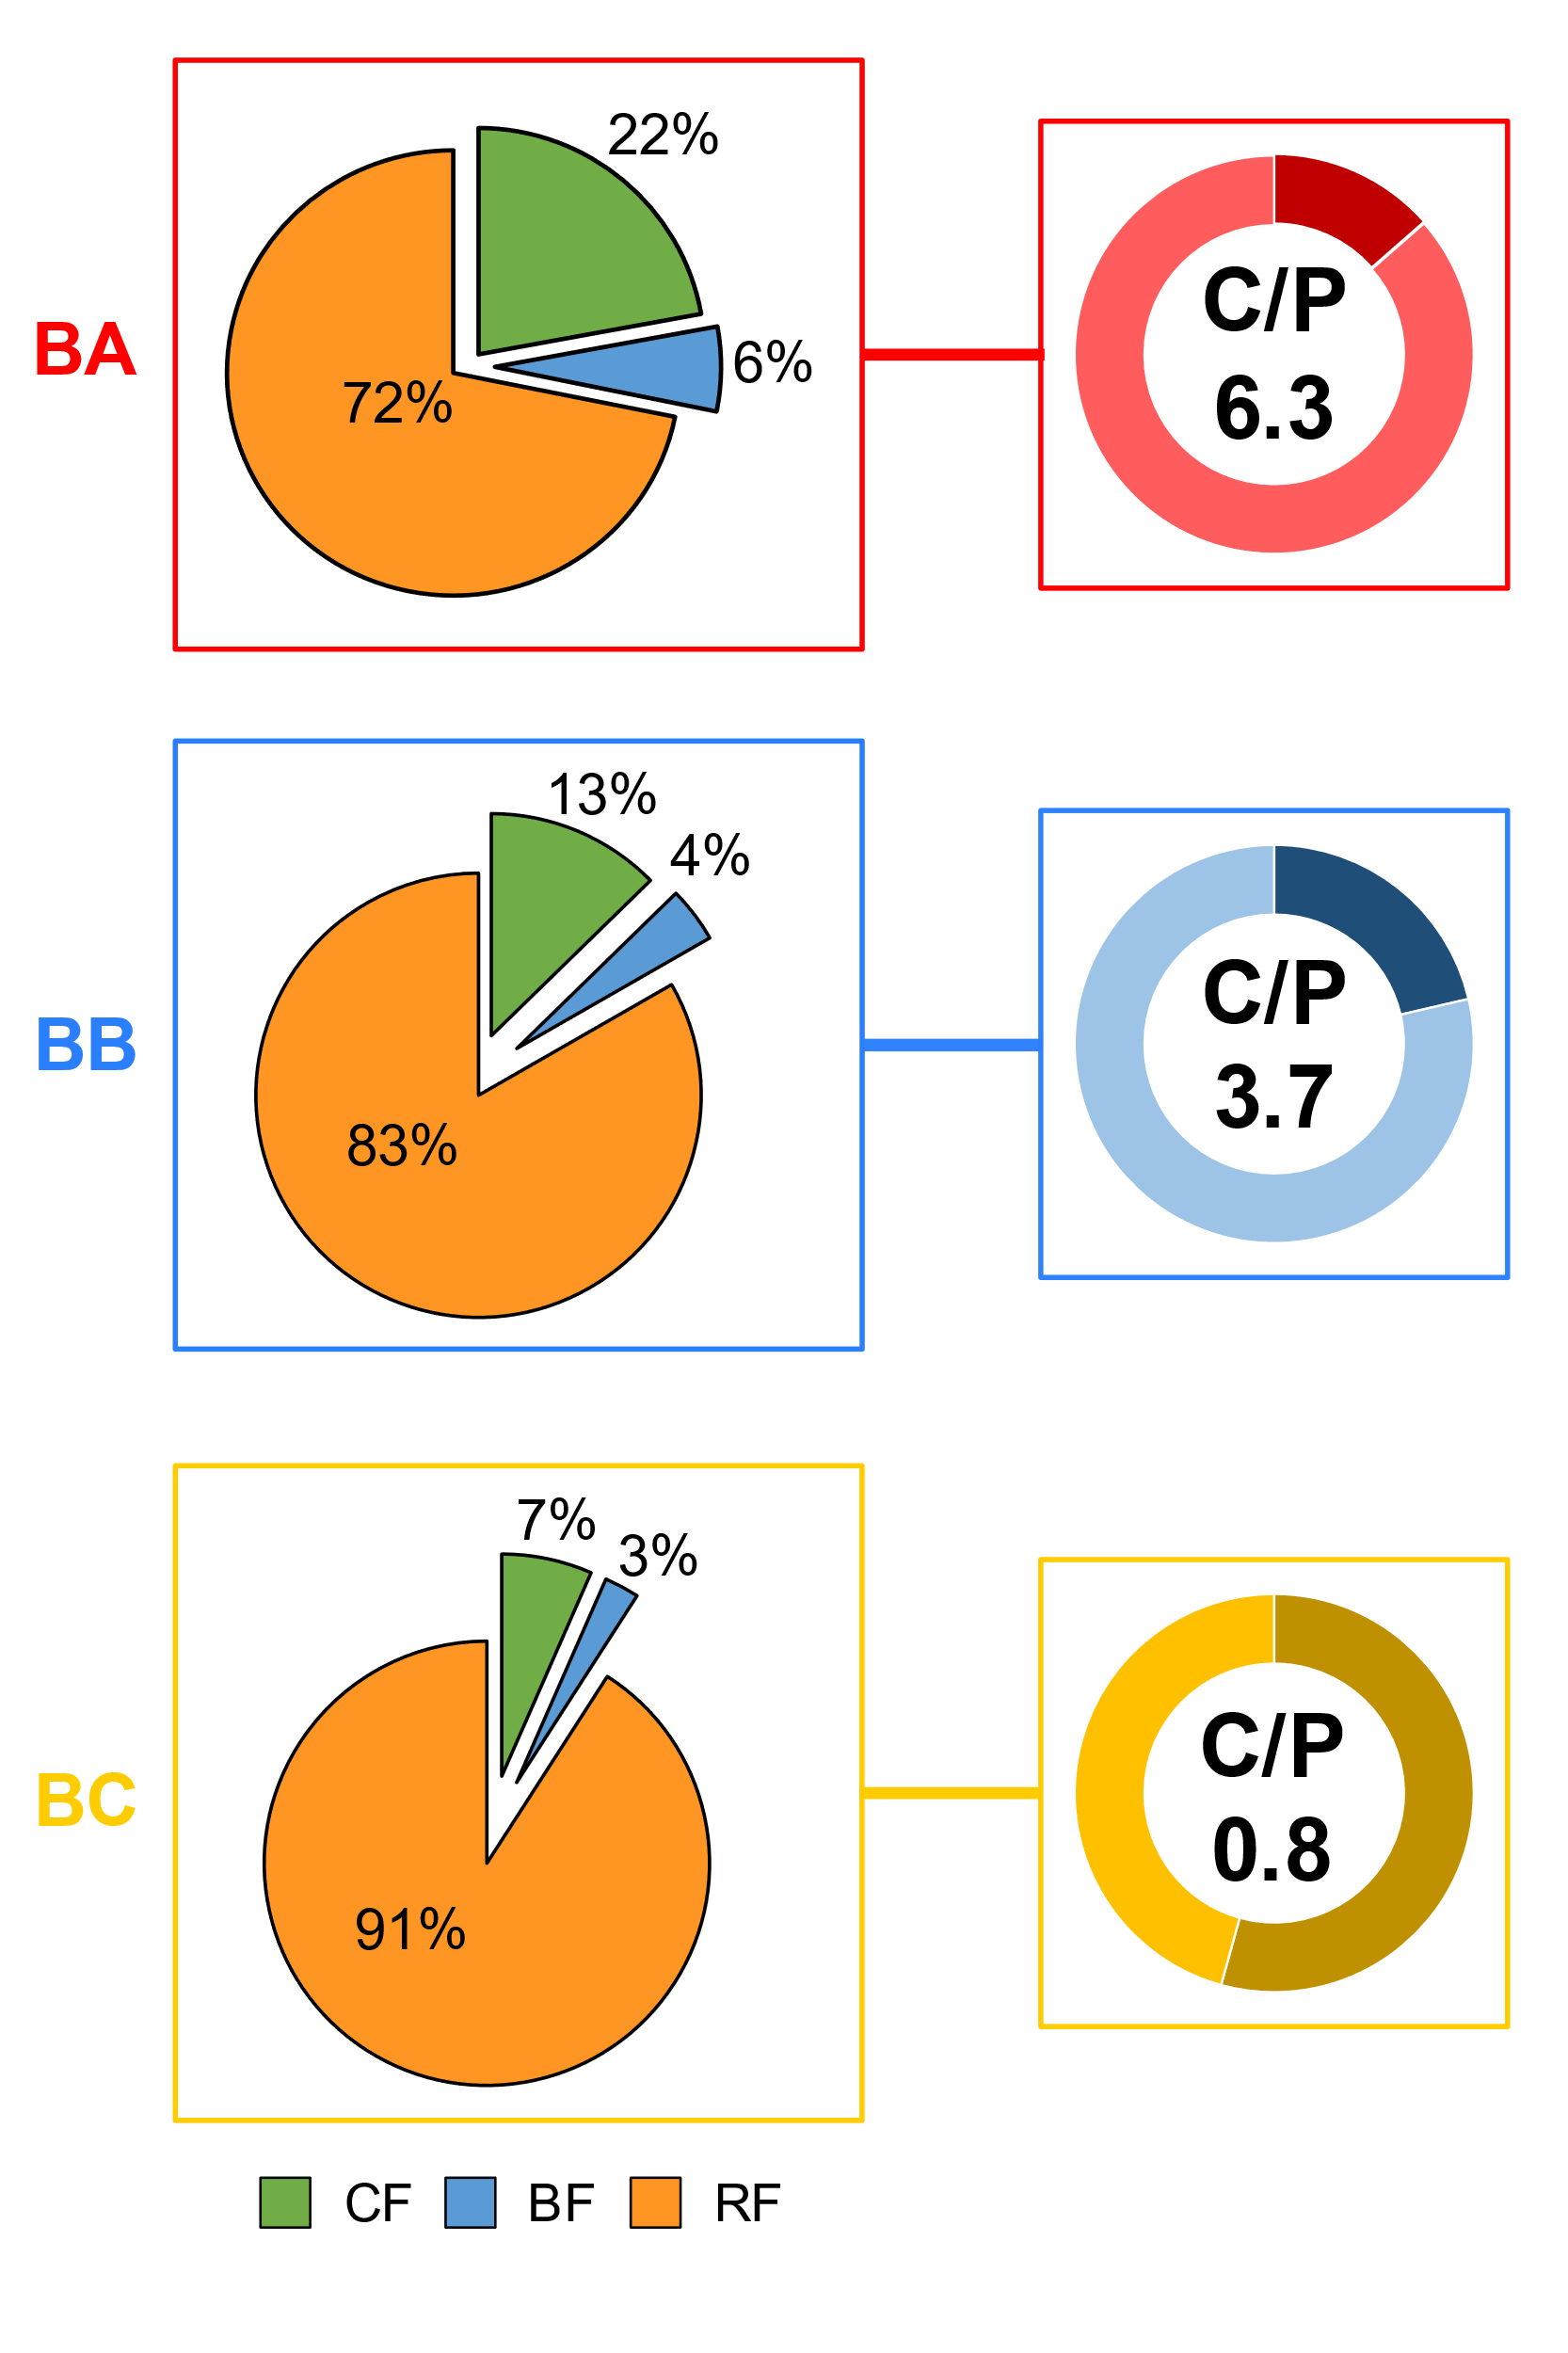 22%
BA
72%
6%
C/P
6.3
13%
4%
BB
83%
C/P
3.7
7%
3%
BC
91%
C/P
0.8
CF BF RF